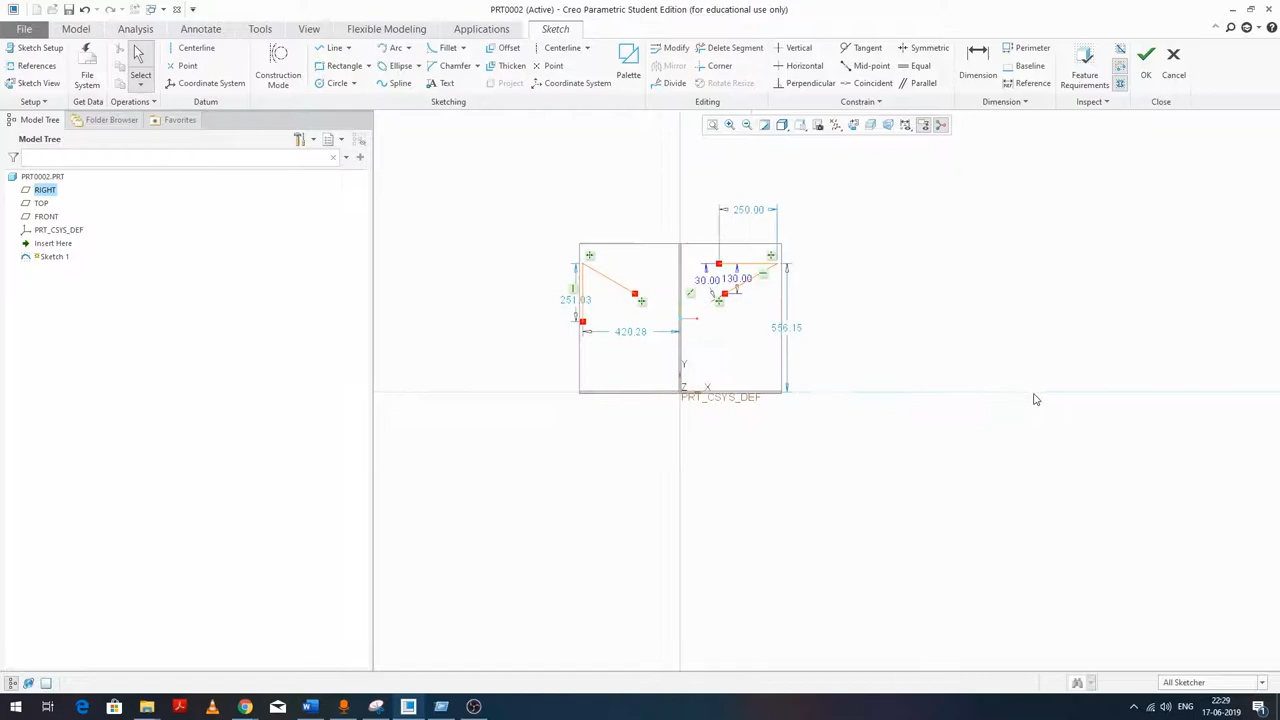 PRT0002 (Active) - Creo Parametric Student Edition (for educational use only)
File Model Analysis Annotate Tools View Flexible Modeling Applications Sketch
Sketch Setup
References
Sketch View
Setup
File System
Get Data
Select
Operations
Centerline
Point
Coordinate System
Datum
Construction Mode
Line Arc Fillet Offset Centerline
Rectangle Ellipse Chamfer Thicken Point
Circle Spline Text Project Coordinate System
Palette
Sketching
Modify Delete Segment
Mirror Corner
Divide Rotate Resize
Editing
Vertical Tangent Symmetric
Horizontal Mid-point Equal
Perpendicular Coincident Parallel
Constrain
Dimension
Perimeter
Baseline
Reference
Dimension
Feature Requirements
Inspect
OK
Cancel
Close
Model Tree Folder Browser Favorites
Model Tree
PRT0002.PRT
RIGHT
TOP
FRONT
PRT_CSYS_DEF
Insert Here
Sketch 1
250.00
30.00
130.00
251.03
420.28
556.15
Y
Z X
PRT_CSYS_DEF
All Sketcher
ENG
22:29
17-06-2019